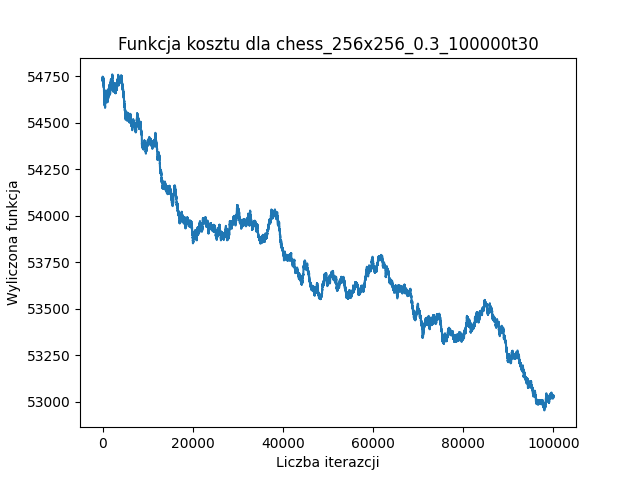 Funkcja kosztu dla chess_256x256_0.3_100000t30
54750
54500
54250
54000
53750
53500
53250
53000
Wyliczona funkcja
0 20000 40000 60000 80000 100000
Liczba iterazcji